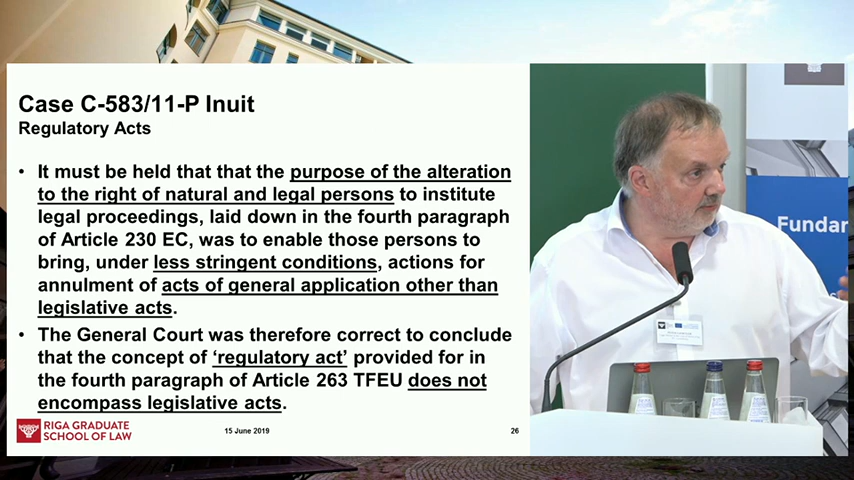 Case C-583/11-P Inuit
Regulatory Acts
• It must be held that that the purpose of the alteration
to the right of natural and legal persons to institute
legal proceedings, laid down in the fourth paragraph
of Article 230 EC, was to enable those persons to
bring, under less stringent conditions, actions for
annulment of acts of general application other than
legislative acts.
• The General Court was therefore correct to conclude
that the concept of ‘regulatory act’ provided for in
the fourth paragraph of Article 263 TFEU does not
encompass legislative acts.
RIGA GRADUATE
SCHOOL OF LAW
15 June 2019
26
Fundar